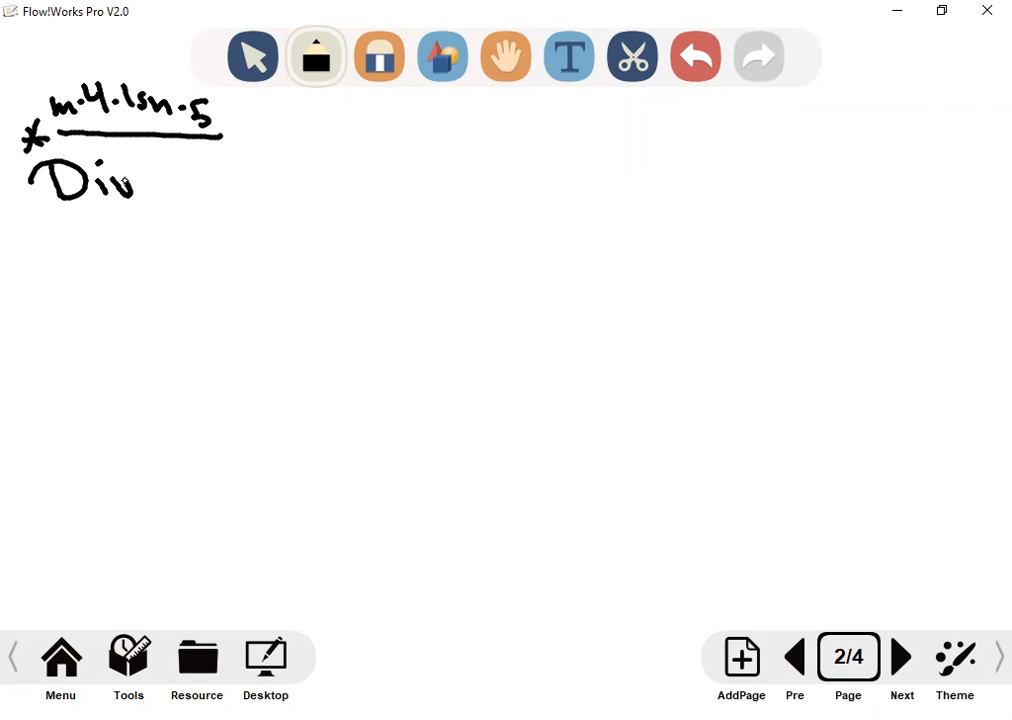 Flow!Works Pro V2.0
T
m.4.lsn.5
* Div
Menu Tools Resource Desktop
2/4
AddPage Pre Page Next Theme